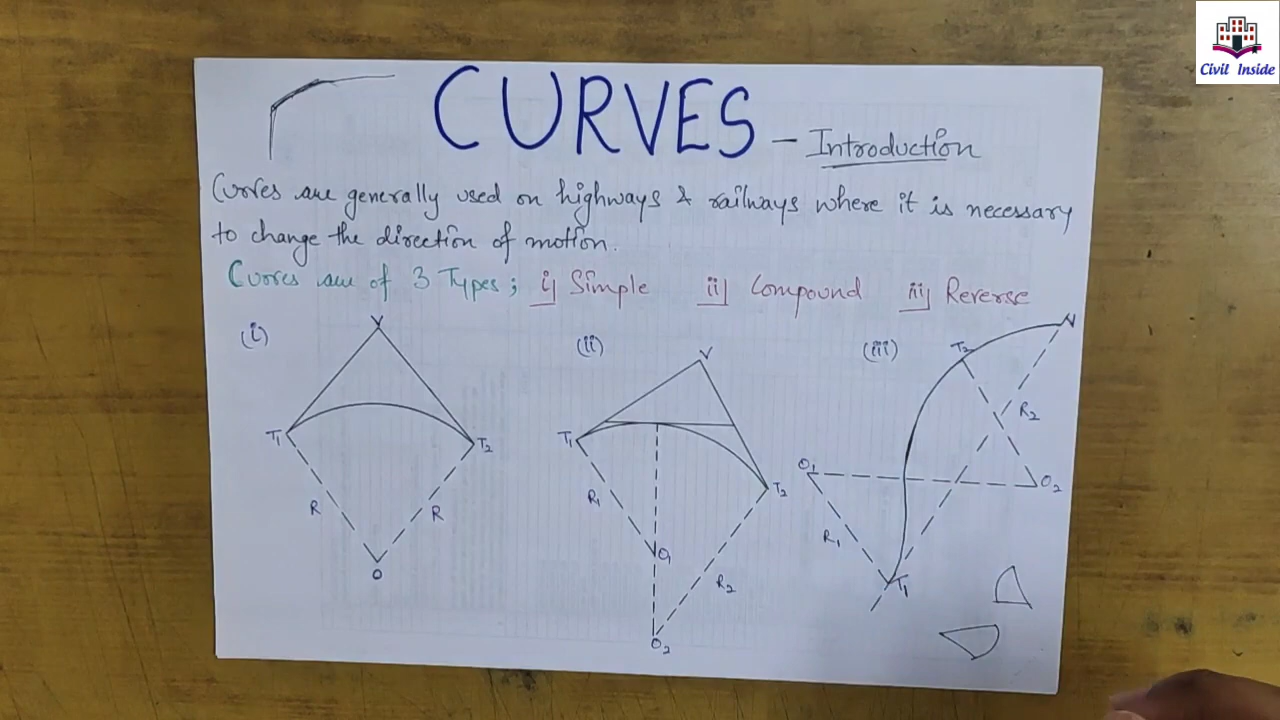 Civil Inside
CURVES - Introduction
Curves are generally used on highways & railways where it is necessary
to change the direction of motion.
Curves are of 3 Types; i) Simple ii) Compound iii) Reverse
(i)
V
T1
T2
R
R
O
(ii)
V
T1
T2
R1
O1
R2
O2
(iii)
V
T2
R2
O1
O2
R1
T1